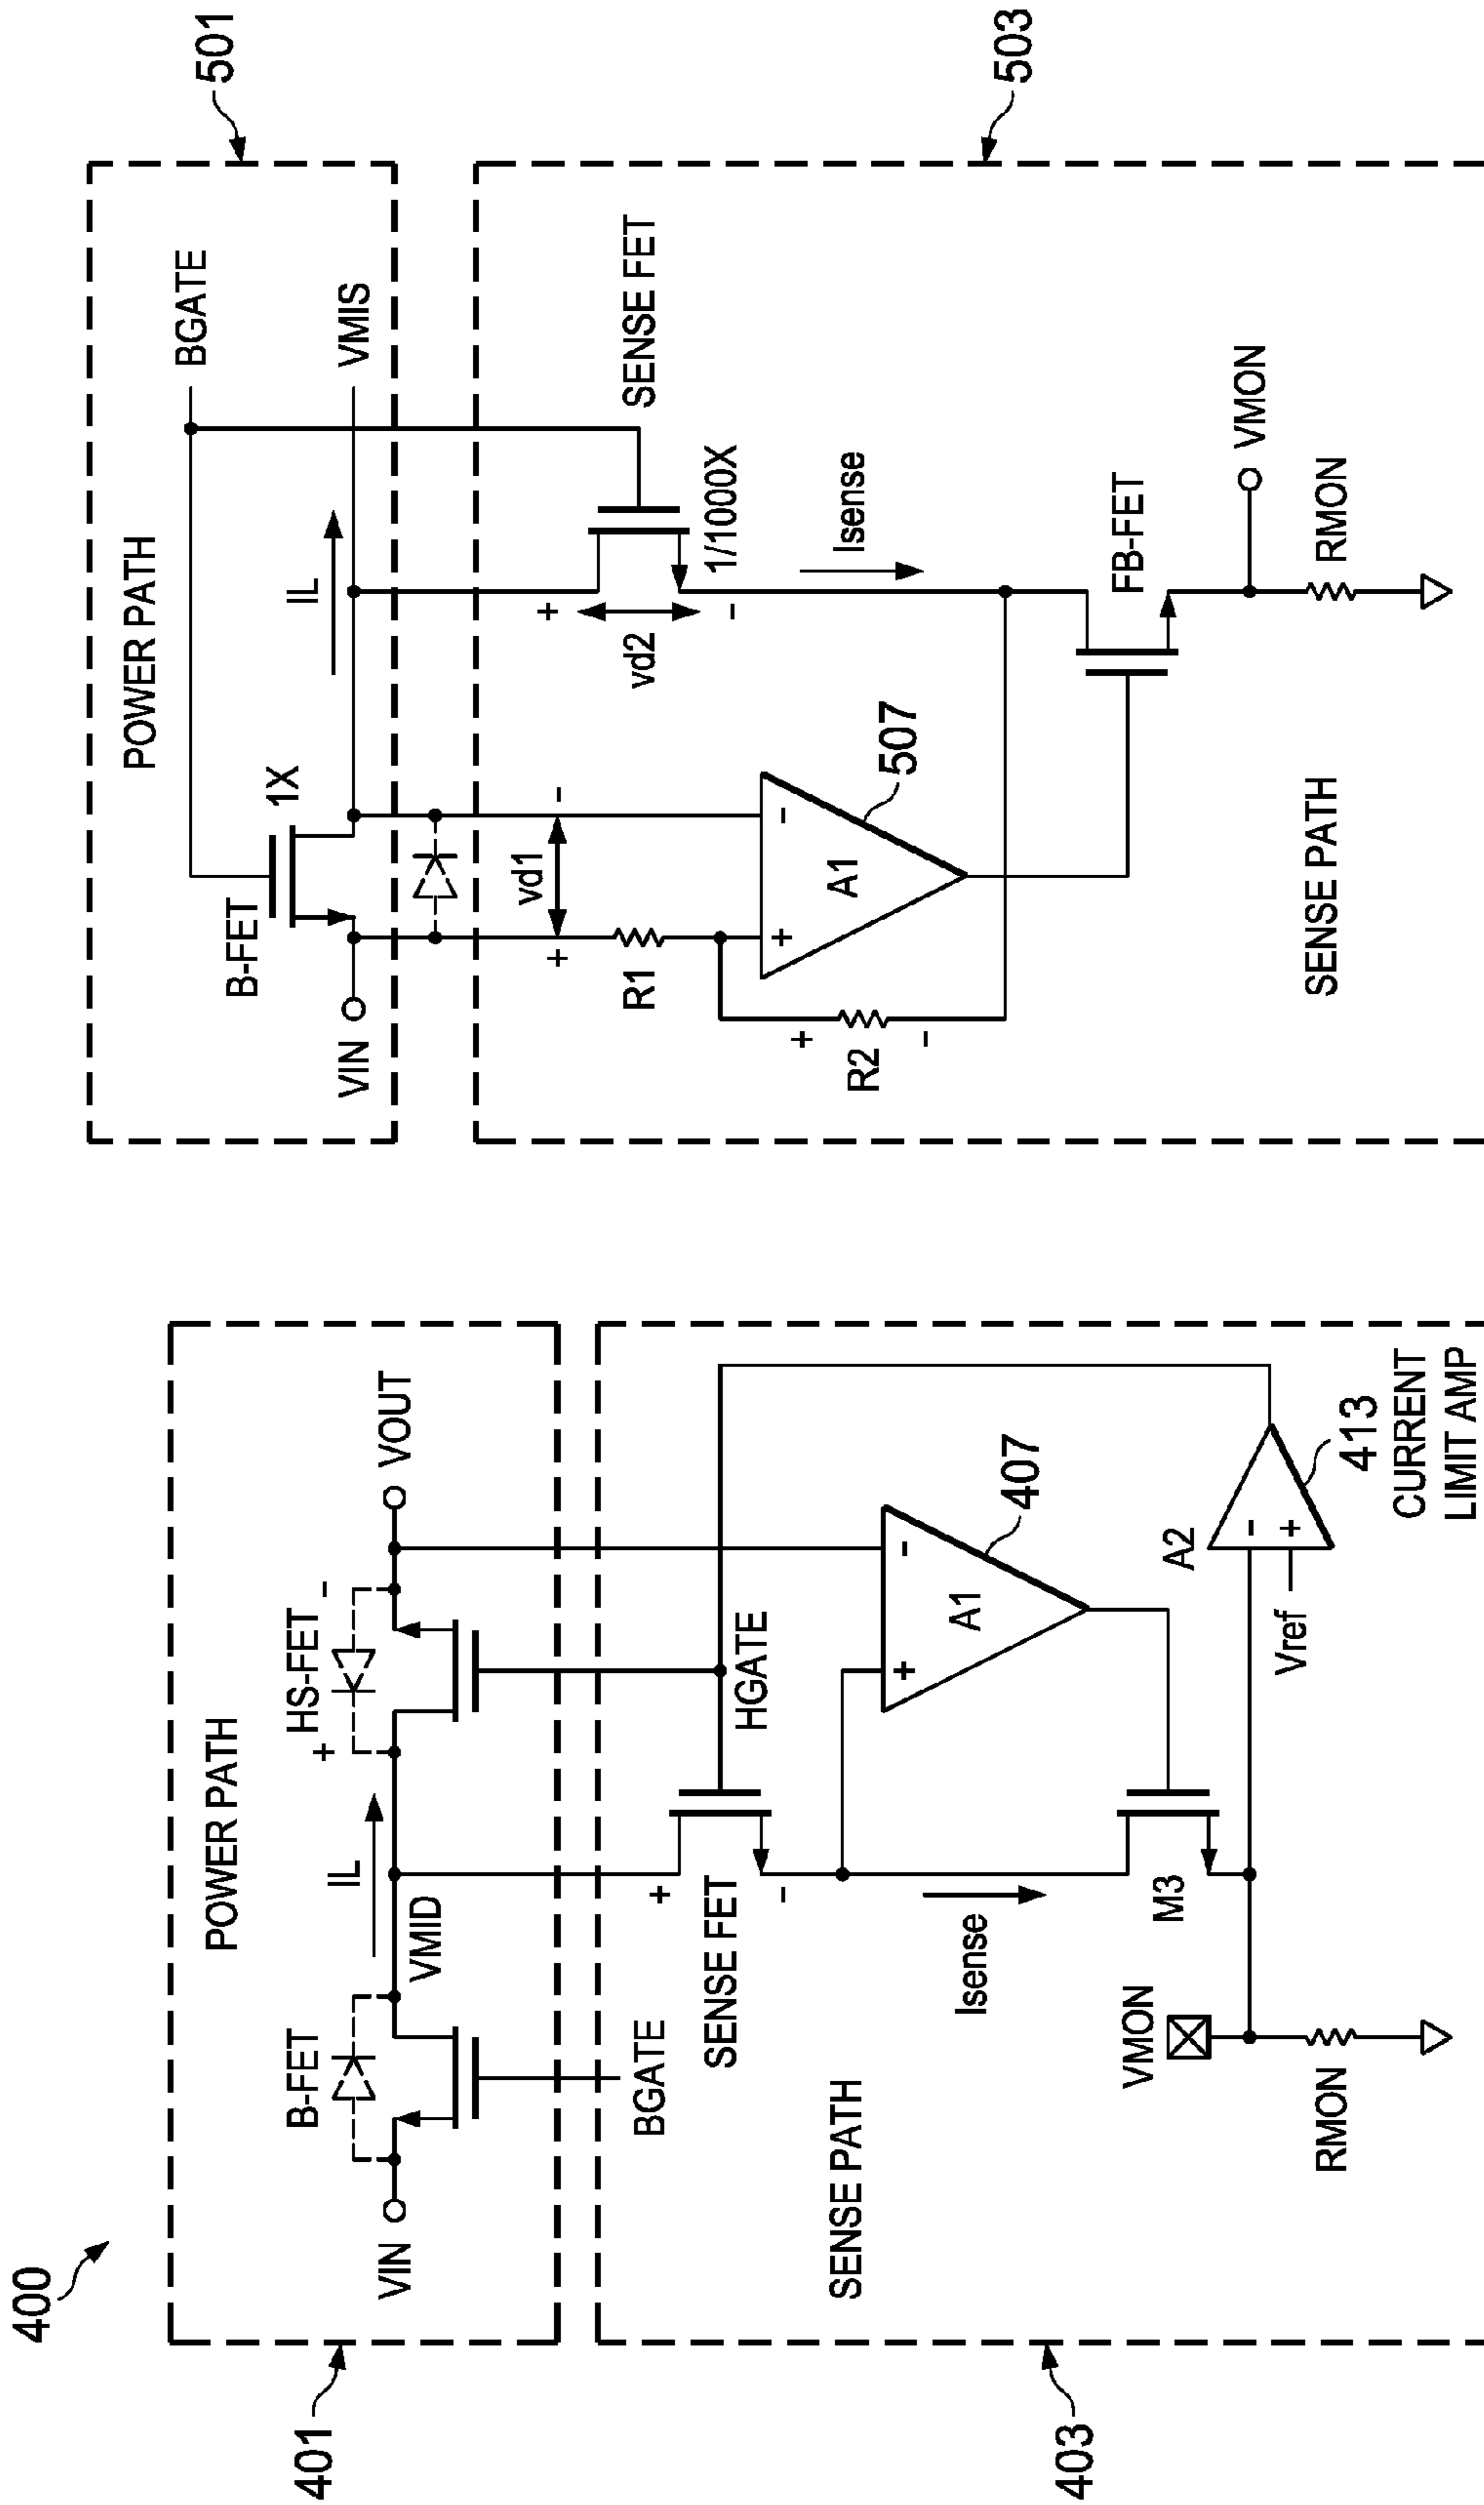 400
401
POWER PATH
VIN
B-FET
BGATE
VMID
IL
+
HS-FET
-
VOUT
403
SENSE PATH
SENSE FET
+
-
HGATE
Isense
+
-
A1
407
M3
VMON
RMON
A2
-
+
Vref
413
CURRENT
LIMIT AMP
501
POWER PATH
VIN
B-FET
1X
IL
BGATE
VMIS
503
+
vd1
-
R1
R2
+
-
+
-
A1
507
+
vd2
-
SENSE FET
1/1000X
Isense
FB-FET
VMON
RMON
SENSE PATH